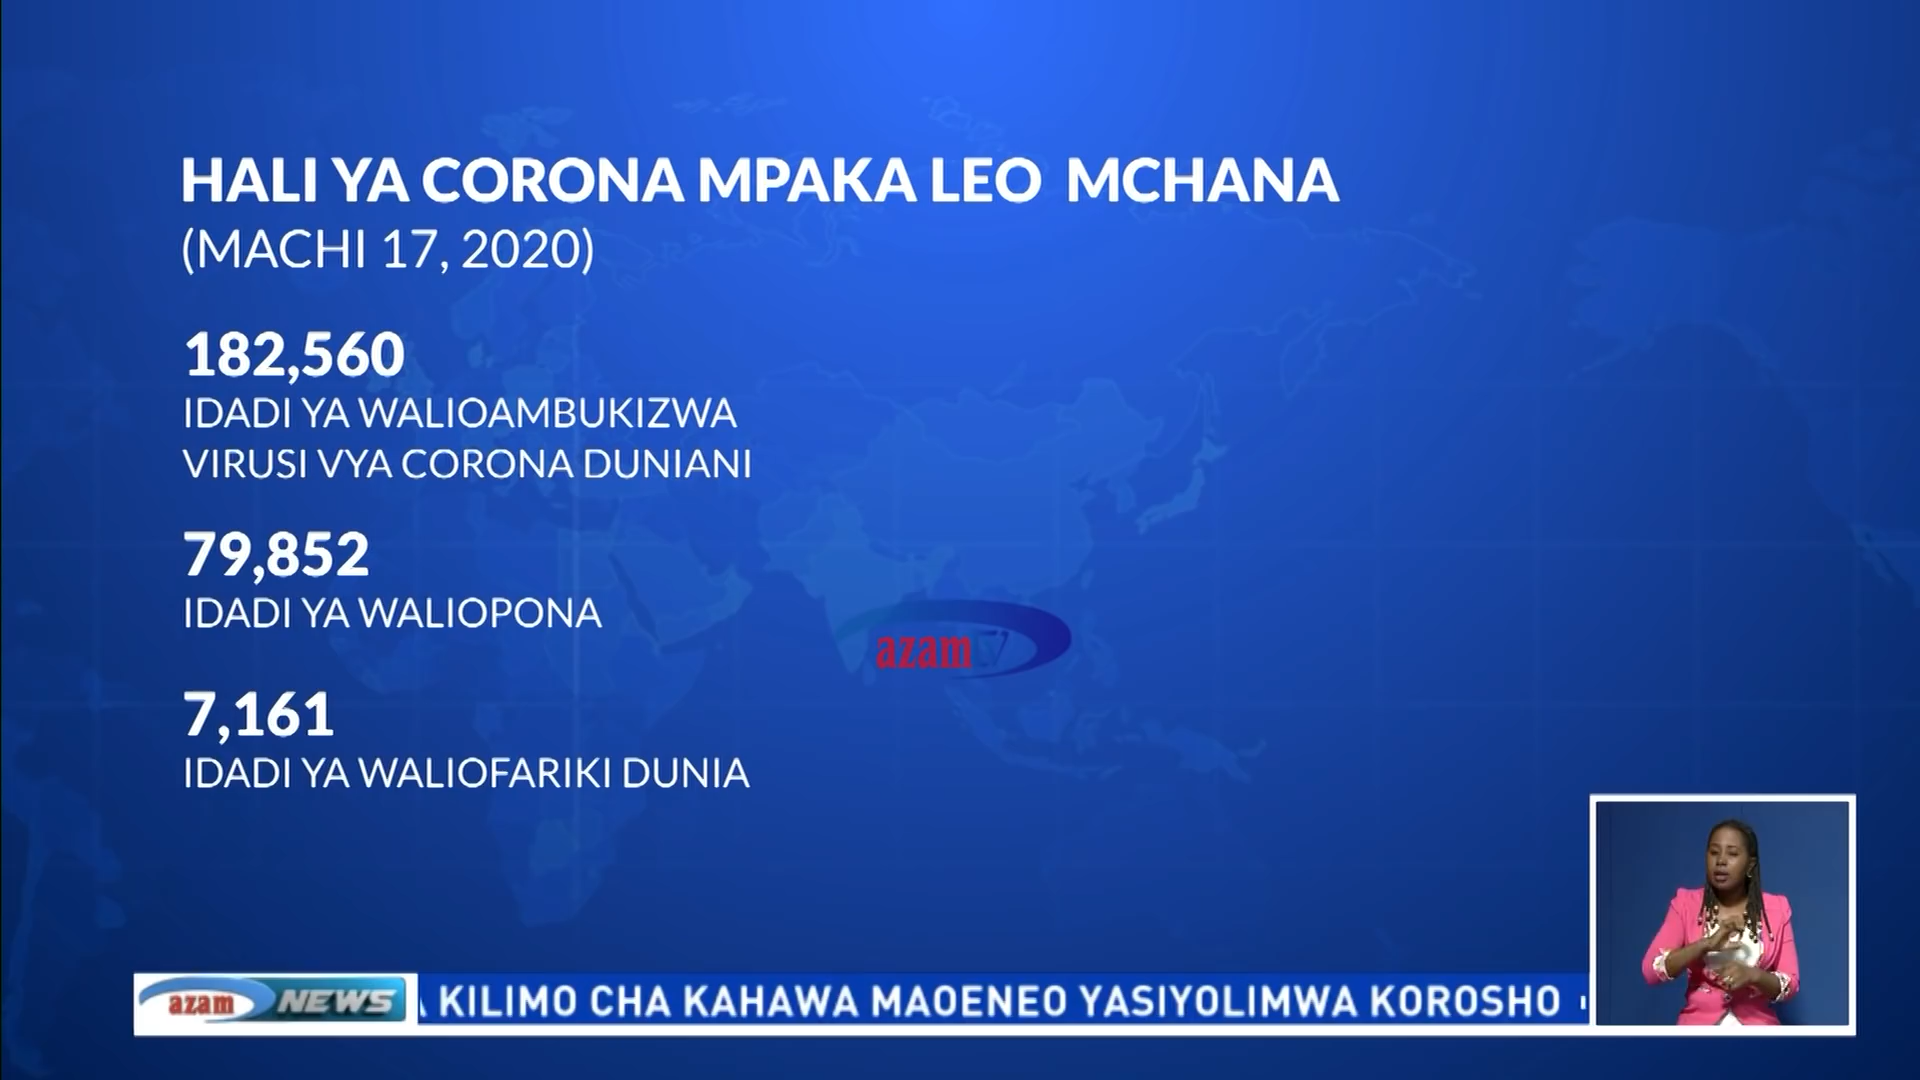 HALI YA CORONA MPAKA LEO MCHANA
(MACHI 17, 2020)
182,560
IDADI YA WALIOAMBUKIZWA
VIRUSI VYA CORONA DUNIANI
79,852
IDADI YA WALIOPONA
7,161
IDADI YA WALIOFARIKI DUNIA
azam TV
azam NEWS
KILIMO CHA KAHAWA MAOENEO YASIYOLIMWA KOROSHO